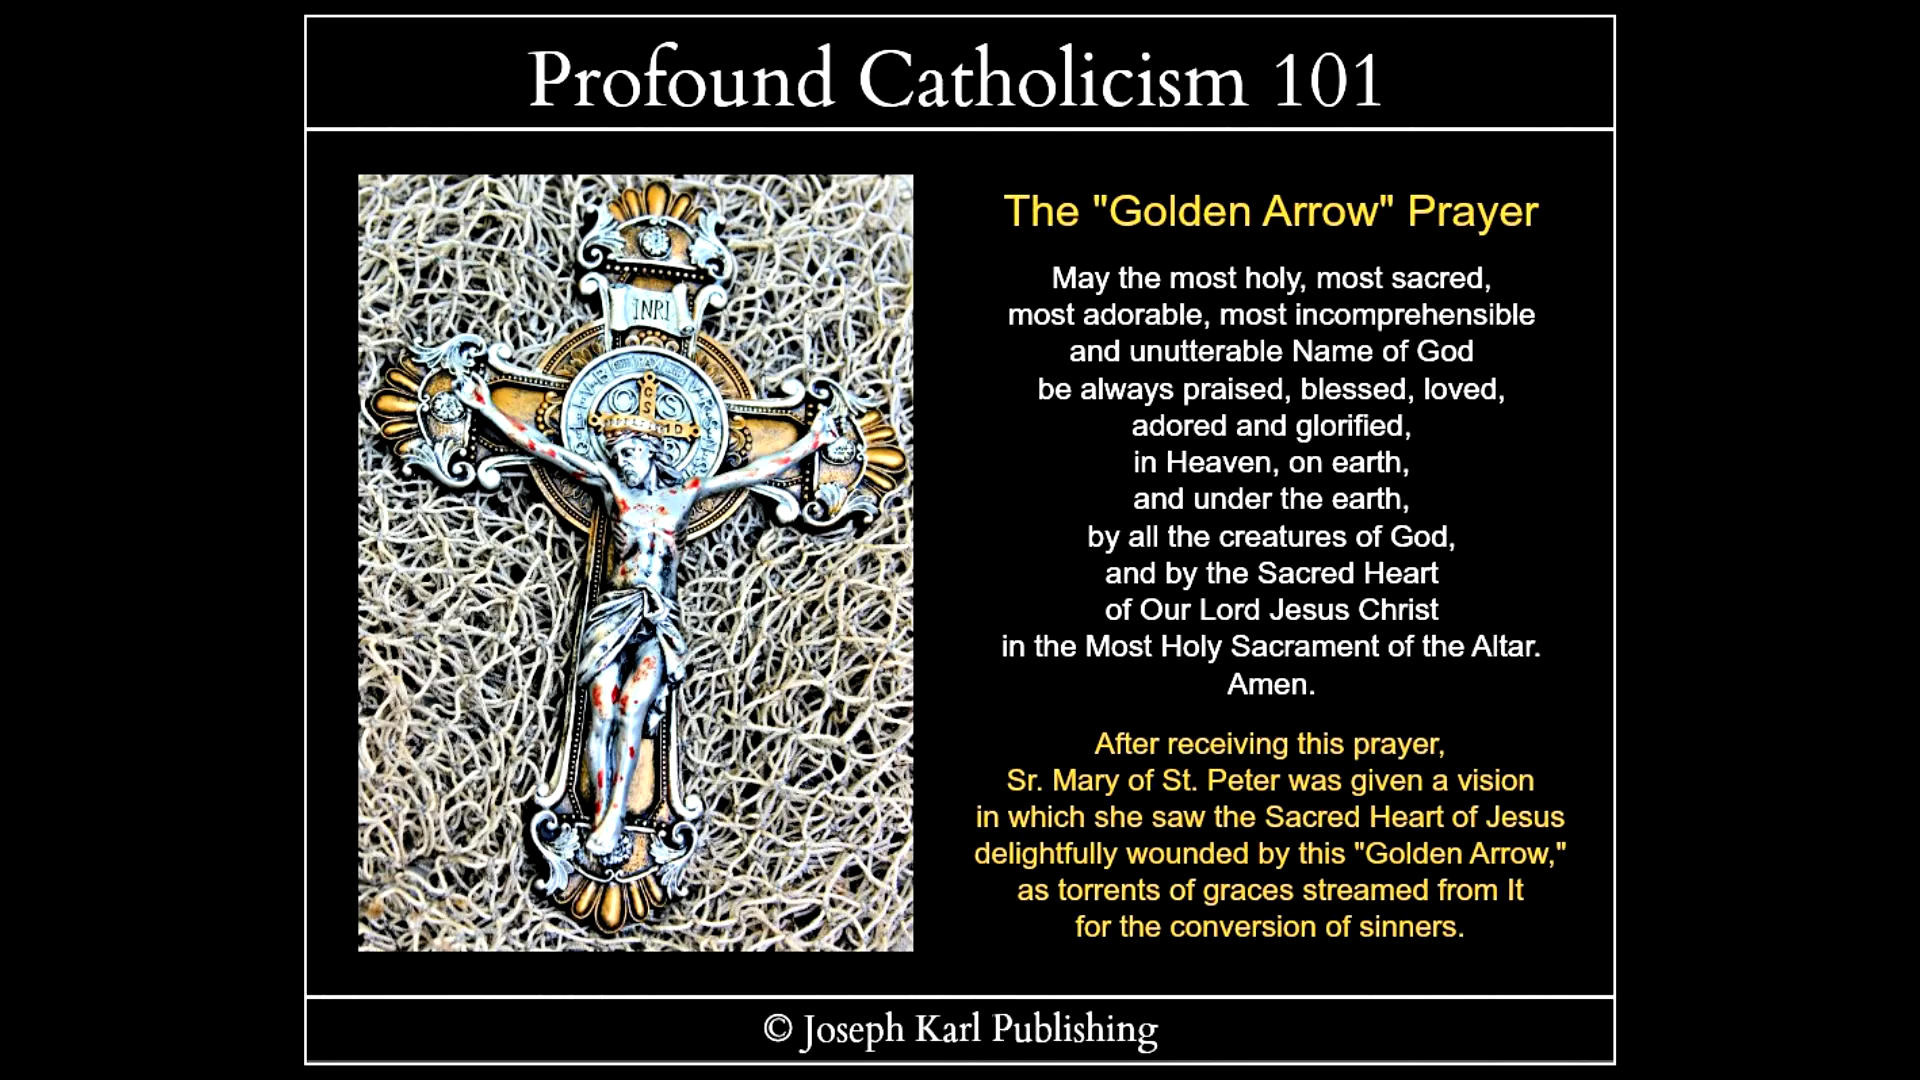 Profound Catholicism 101
INRI
The "Golden Arrow" Prayer
May the most holy, most sacred,
most adorable, most incomprehensible
and unutterable Name of God
be always praised, blessed, loved,
adored and glorified,
in Heaven, on earth,
and under the earth,
by all the creatures of God,
and by the Sacred Heart
of Our Lord Jesus Christ
in the Most Holy Sacrament of the Altar.
Amen.
After receiving this prayer,
Sr. Mary of St. Peter was given a vision
in which she saw the Sacred Heart of Jesus
delightfully wounded by this "Golden Arrow,"
as torrents of graces streamed from It
for the conversion of sinners.
© Joseph Karl Publishing